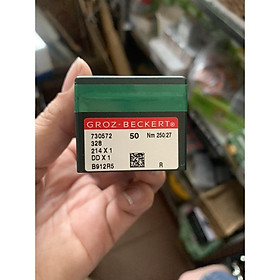 GROZ-BECKERT®
730572 50 Nm 250/27
328
214 X 1
DD X 1
B912R5 R